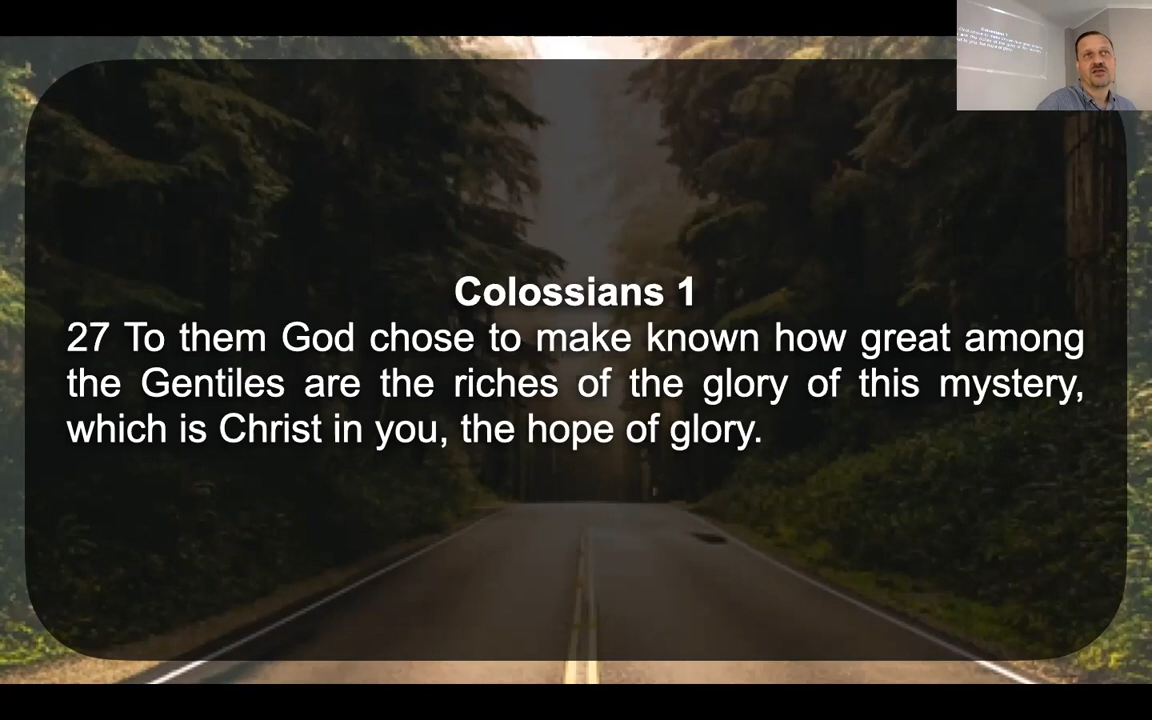 Colossians 1
27 To them God chose to make known how great among
the Gentiles are the riches of the glory of this mystery,
which is Christ in you, the hope of glory.